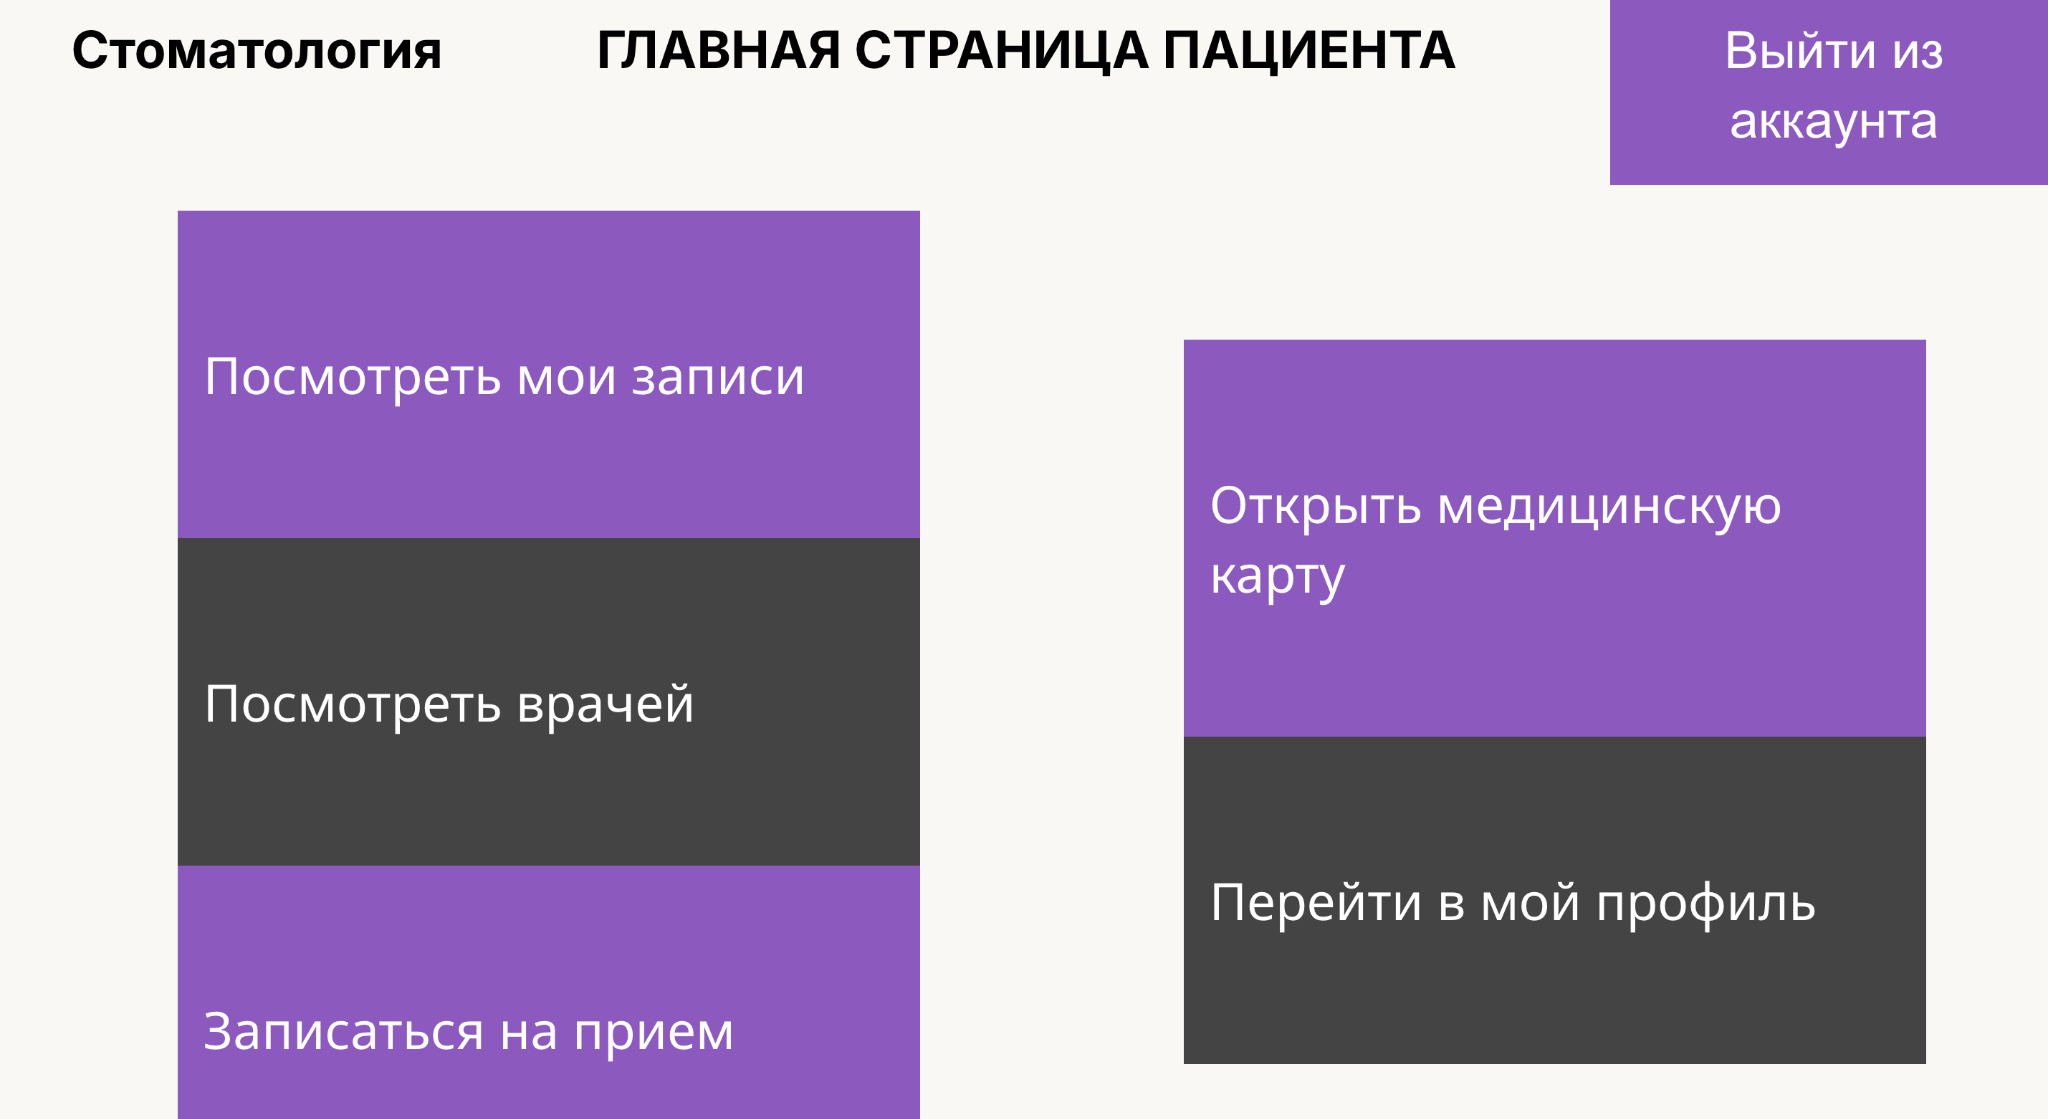 Стоматология
ГЛАВНАЯ СТРАНИЦА ПАЦИЕНТА
Выйти из
аккаунта
Посмотреть мои записи
Посмотреть врачей
Записаться на прием
Открыть медицинскую
карту
Перейти в мой профиль